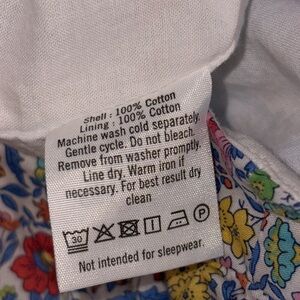 Shell : 100% Cotton
Lining : 100% Cotton
Machine wash cold separately.
Gentle cycle. Do not bleach.
Remove from washer promptly.
Line dry. Warm iron if
necessary. For best result dry
clean
30 P
Not intended for sleepwear.